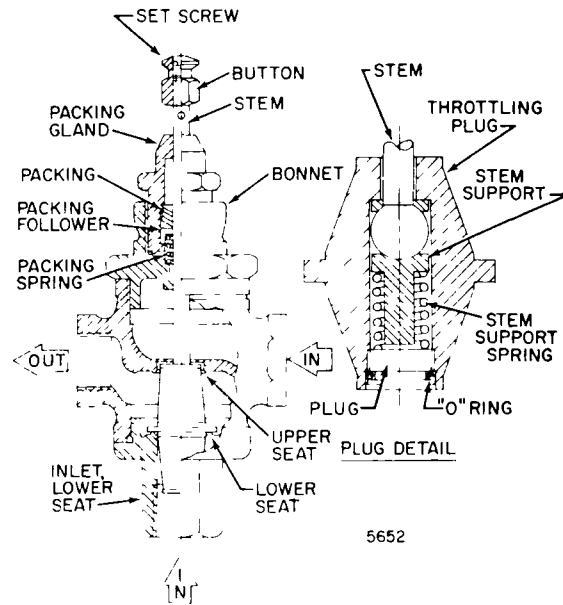 SET SCREW
BUTTON
STEM
PACKING
GLAND
PACKING
BONNET
PACKING
FOLLOWER
PACKING
SPRING
OUT
IN
UPPER
SEAT
INLET,
LOWER
SEAT
LOWER
SEAT
IN
STEM
THROTTLING
PLUG
STEM
SUPPORT
STEM
SUPPORT
SPRING
PLUG
"O" RING
PLUG DETAIL
5652